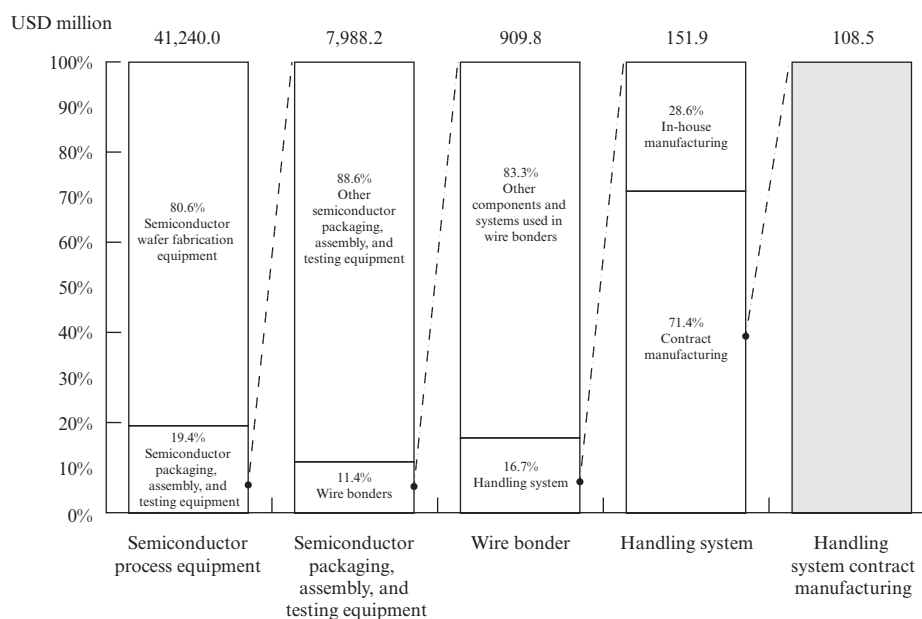 USD million
41,240.0
7,988.2
909.8
151.9
108.5
100%
90%
80%
70%
60%
50%
40%
30%
20%
10%
0%
80.6%
Semiconductor
wafer fabrication
equipment
19.4%
Semiconductor
packaging,
assembly, and
testing equipment
88.6%
Other
semiconductor
packaging,
assembly, and
testing equipment
11.4%
Wire bonders
83.3%
Other
components and
systems used in
wire bonders
16.7%
Handling system
28.6%
In-house
manufacturing
71.4%
Contract
manufacturing
Semiconductor
process equipment
Semiconductor
packaging,
assembly, and
testing equipment
Wire bonder
Handling system
Handling
system contract
manufacturing